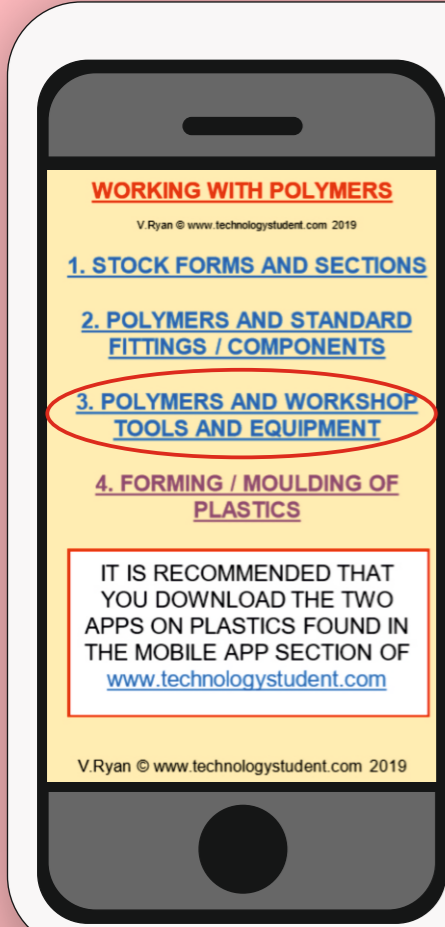 WORKING WITH POLYMERS
V.Ryan © www.technologystudent.com 2019
1. STOCK FORMS AND SECTIONS
2. POLYMERS AND STANDARD
FITTINGS / COMPONENTS
3. POLYMERS AND WORKSHOP
TOOLS AND EQUIPMENT
4. FORMING / MOULDING OF
PLASTICS
IT IS RECOMMENDED THAT
YOU DOWNLOAD THE TWO
APPS ON PLASTICS FOUND IN
THE MOBILE APP SECTION OF
www.technologystudent.com
V.Ryan © www.technologystudent.com 2019